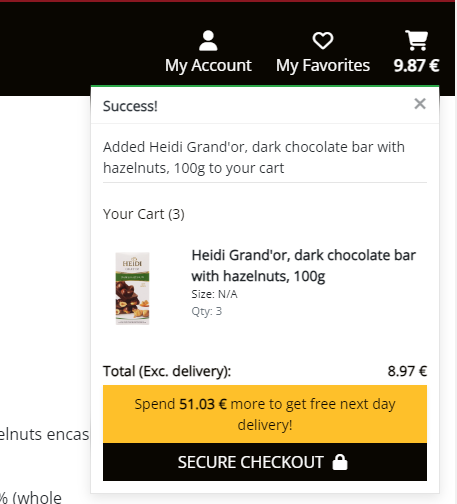 My Account
My Favorites
9.87 €
Success!
×
Added Heidi Grand'or, dark chocolate bar with
hazelnuts, 100g to your cart
Your Cart (3)
HEIDI
Heidi Grand'or, dark chocolate bar
with hazelnuts, 100g
Size: N/A
Qty: 3
Total (Exc. delivery):
8.97 €
Spend 51.03 € more to get free next day
delivery!
SECURE CHECKOUT
elnuts encas
% (whole